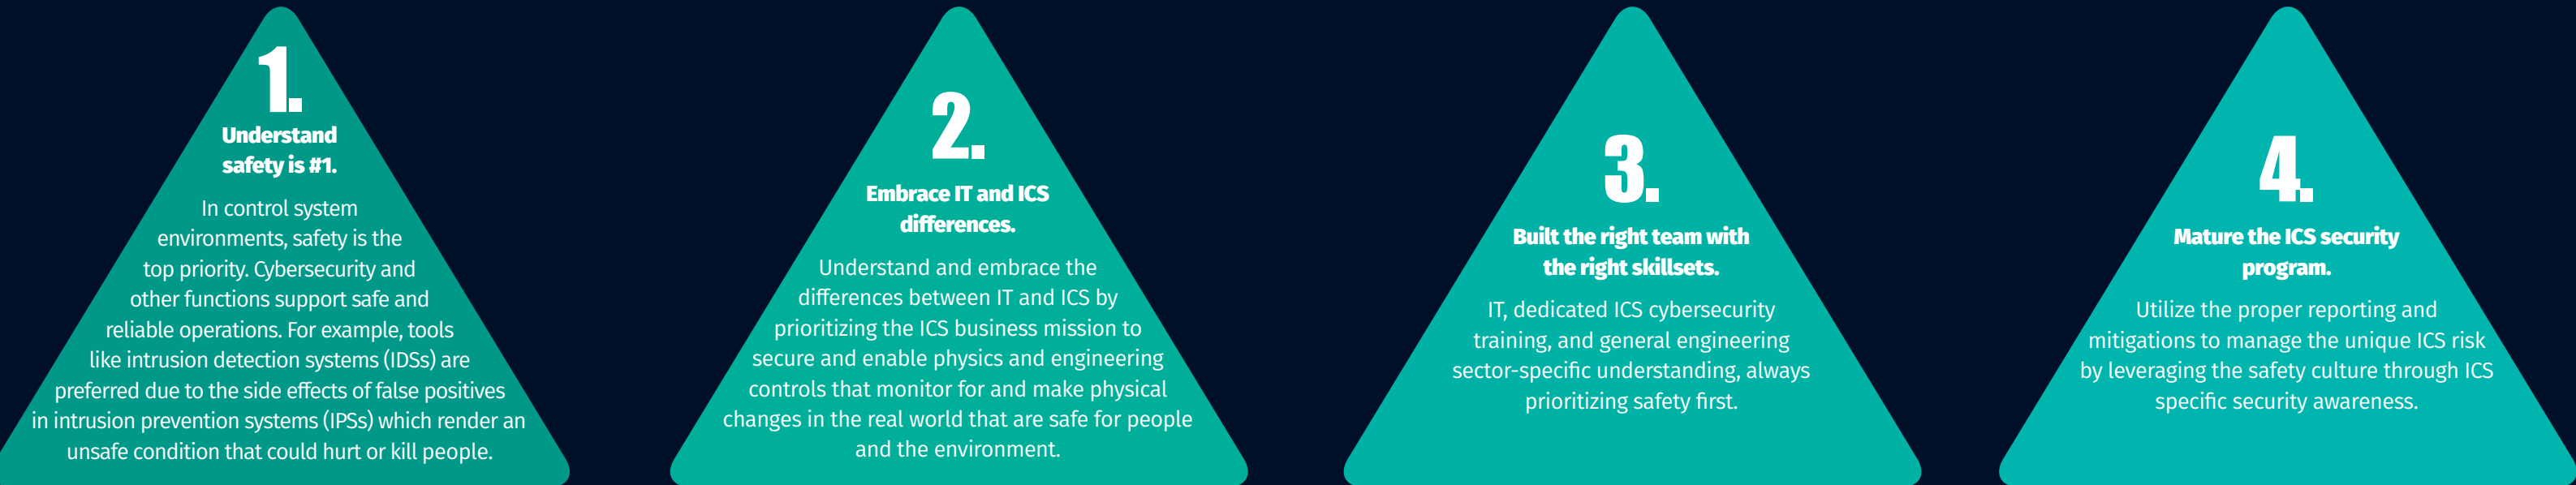 1.
Understand
safety is #1.
In control system
environments, safety is the
top priority. Cybersecurity and
other functions support safe and
reliable operations. For example, tools
like intrusion detection systems (IDSs) are
preferred due to the side effects of false positives
in intrusion prevention systems (IPSs) which render an
unsafe condition that could hurt or kill people.
2.
Embrace IT and ICS
differences.
Understand and embrace the
differences between IT and ICS by
prioritizing the ICS business mission to
secure and enable physics and engineering
controls that monitor for and make physical
changes in the real world that are safe for people
and the environment.
3.
Built the right team with
the right skillsets.
IT, dedicated ICS cybersecurity
training, and general engineering
sector-specific understanding, always
prioritizing safety first.
4.
Mature the ICS security
program.
Utilize the proper reporting and
mitigations to manage the unique ICS risk
by leveraging the safety culture through ICS
specific security awareness.